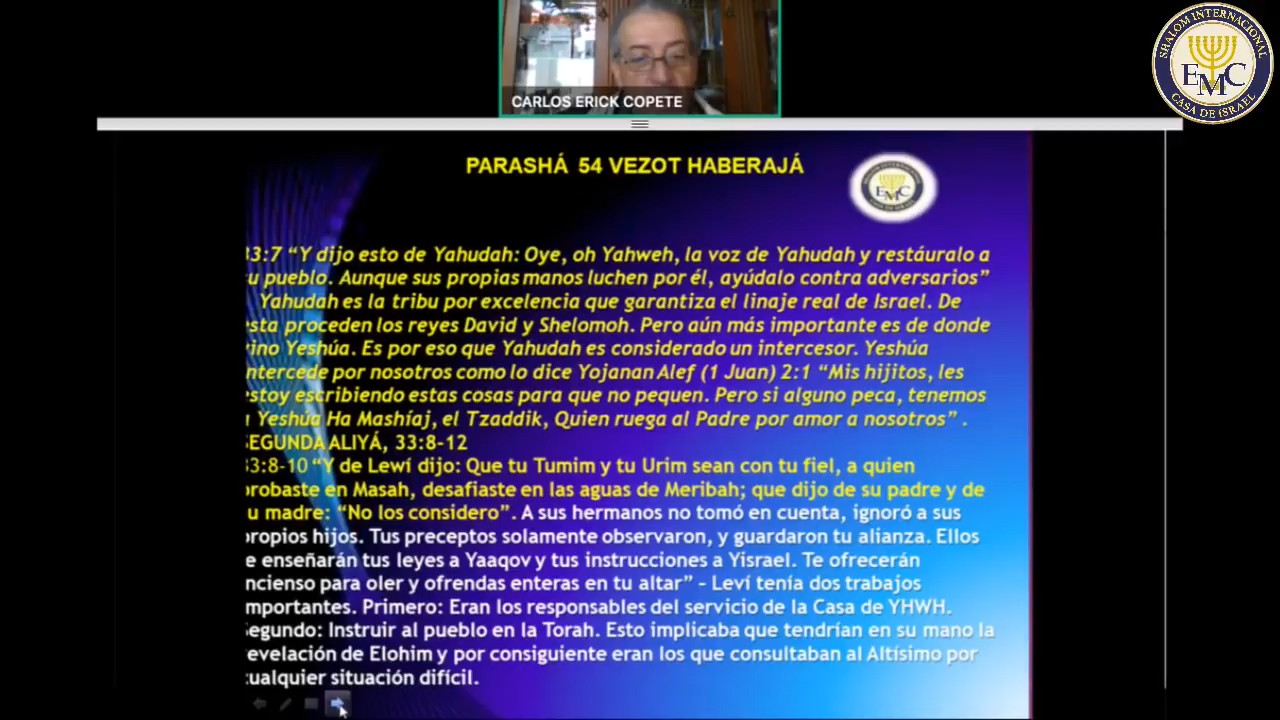 CARLOS ERICK COPETE
SHALOM INTERNACIONAL
EMC
CASA DE ISRAEL
PARASHÁ 54 VEZOT HABERAJÁ
EMC
33:7 “Y dijo esto de Yahudah: Oye, oh Yahweh, la voz de Yahudah y restáuralo a
pueblo. Aunque sus propias manos luchen por él, ayúdalo contra adversarios”
Yahudah es la tribu por excelencia que garantiza el linaje real de Israel. De
esta proceden los reyes David y Shelomoh. Pero aún más importante es de donde
vino Yeshúa. Es por eso que Yahudah es considerado un intercesor. Yeshúa
intercede por nosotros como lo dice Yojanan Alef (1 Juan) 2:1 “Mis hijitos, les
estoy escribiendo estas cosas para que no pequen. Pero si alguno peca, tenemos
Yeshúa Ha Mashíaj, el Tzaddik, Quien ruega al Padre por amor a nosotros” .
SEGUNDA ALIYÁ, 33:8-12
33:8-10 “Y de Lewí dijo: Que tu Tumim y tu Urim sean con tu fiel, a quien
probaste en Masah, desafiaste en las aguas de Meribah; que dijo de su padre y de
su madre: “No los considero”. A sus hermanos no tomó en cuenta, ignoró a sus
propios hijos. Tus preceptos solamente observaron, y guardaron tu alianza. Ellos
le enseñarán tus leyes a Yaaqov y tus instrucciones a Yisrael. Te ofrecerán
incienso para oler y ofrendas enteras en tu altar” – Leví tenía dos trabajos
importantes. Primero: Eran los responsables del servicio de la Casa de YHWH.
Segundo: Instruir al pueblo en la Torah. Esto implicaba que tendrían en su mano la
revelación de Elohim y por consiguiente eran los que consultaban al Altísimo por
cualquier situación difícil.